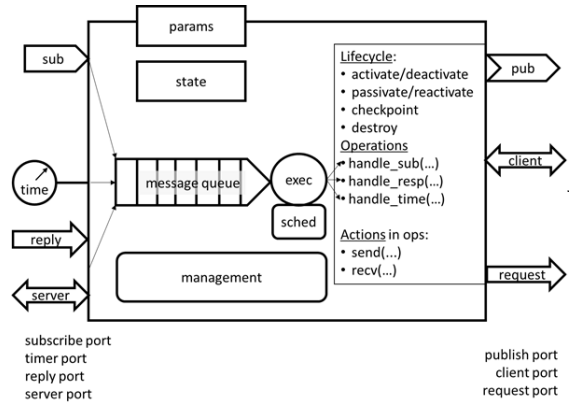 params
state
sub
time
reply
server
message queue
exec
sched
management
Lifecycle:
• activate/deactivate
• passivate/reactivate
• checkpoint
• destroy
Operations
• handle_sub(…)
• handle_resp(…)
• handle_time(…)
Actions in ops:
• send(...)
• recv(…)
pub
client
request
subscribe port
timer port
reply port
server port
publish port
client port
request port